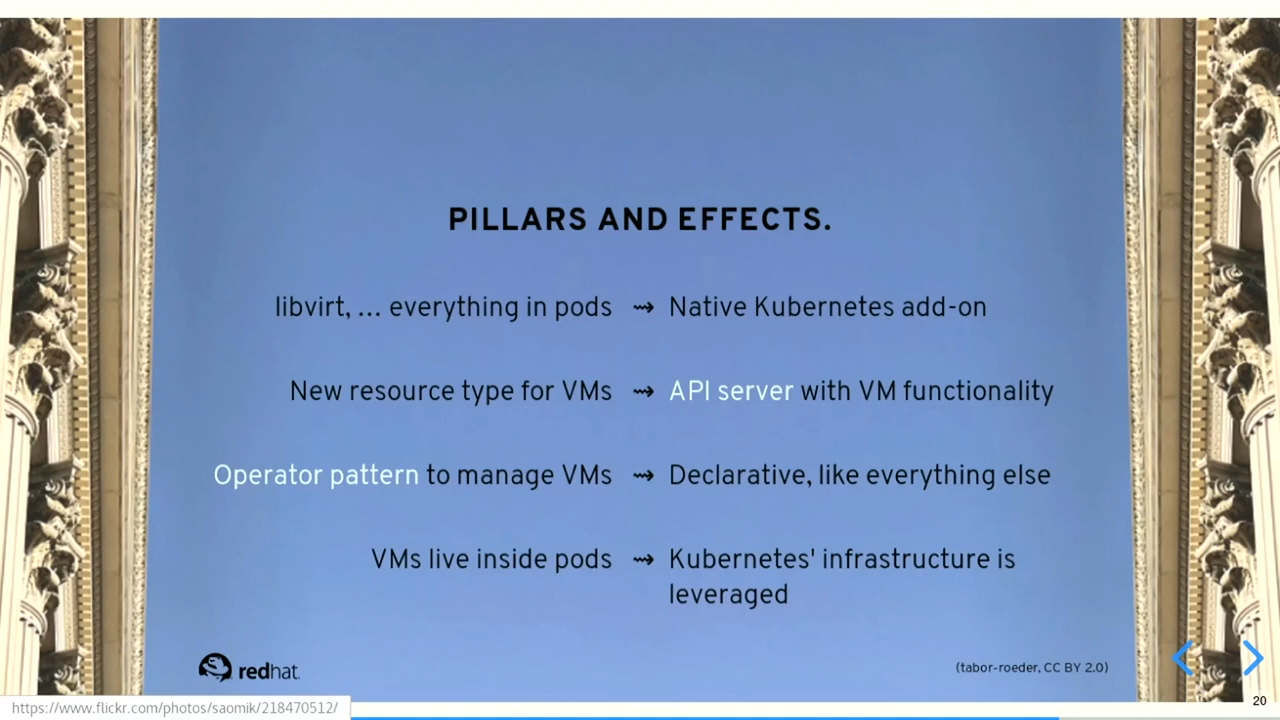 PILLARS AND EFFECTS.
libvirt, … everything in pods ⇝ Native Kubernetes add-on
New resource type for VMs ⇝ API server with VM functionality
Operator pattern to manage VMs ⇝ Declarative, like everything else
VMs live inside pods ⇝ Kubernetes' infrastructure is
leveraged
redhat.
(tabor-roeder, CC BY 2.0)
20
https://www.flickr.com/photos/saomik/218470512/